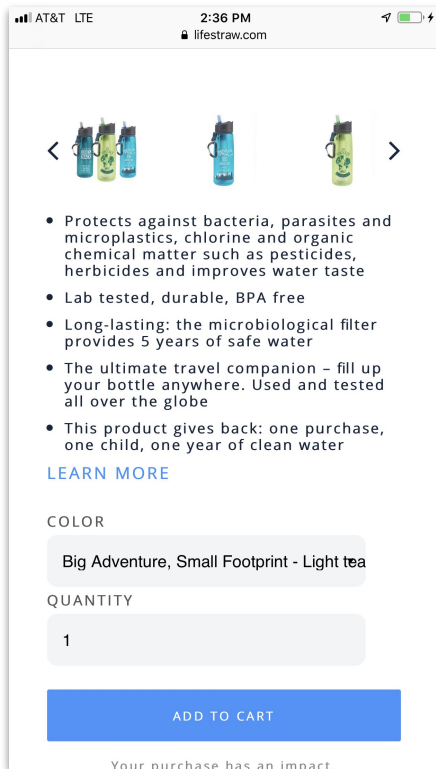 AT&T LTE 2:36 PM
lifestraw.com
Protects against bacteria, parasites and
microplastics, chlorine and organic
chemical matter such as pesticides,
herbicides and improves water taste
Lab tested, durable, BPA free
Long-lasting: the microbiological filter
provides 5 years of safe water
The ultimate travel companion – fill up
your bottle anywhere. Used and tested
all over the globe
This product gives back: one purchase,
one child, one year of clean water
LEARN MORE
COLOR
Big Adventure, Small Footprint - Light tea
QUANTITY
1
ADD TO CART
Your purchase has an impact